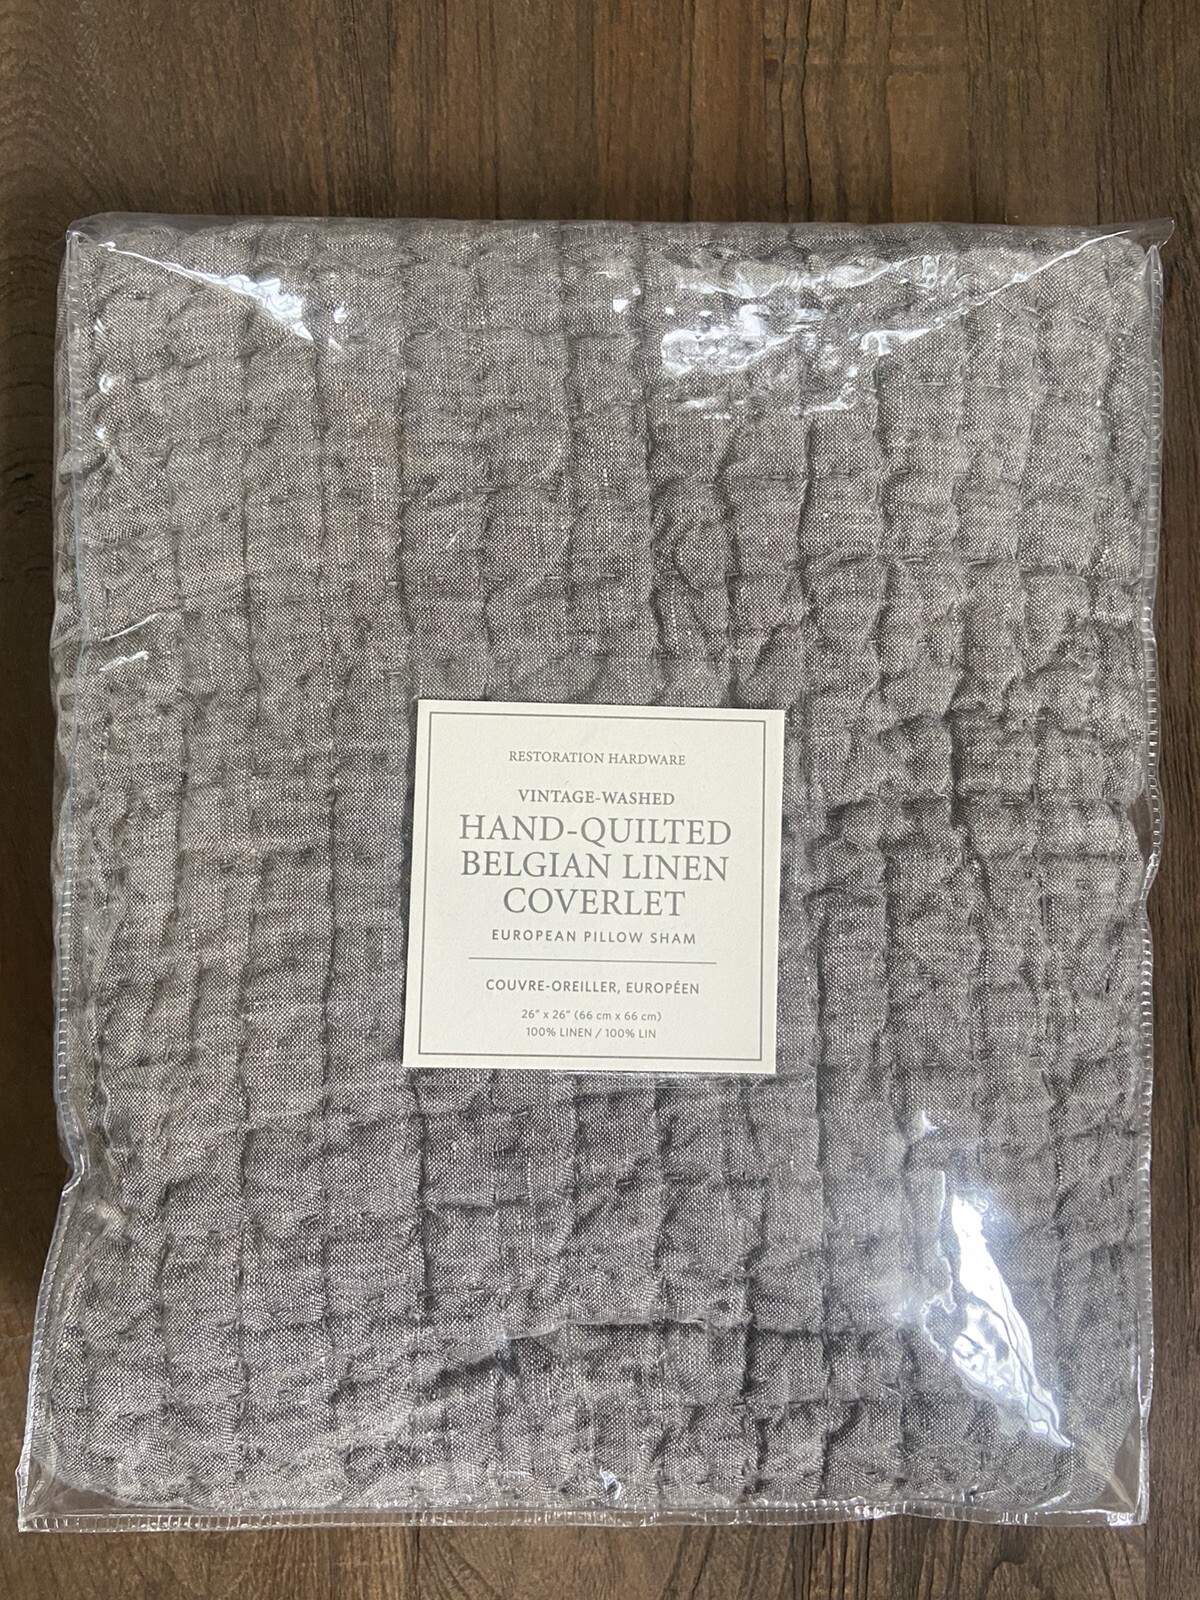 RESTORATION HARDWARE
VINTAGE-WASHED
HAND-QUILTED
BELGIAN LINEN
COVERLET
EUROPEAN PILLOW SHAM
COUVRE-OREILLER, EUROPÉEN
26" x 26" (66 cm x 66 cm)
100% LINEN / 100% LIN